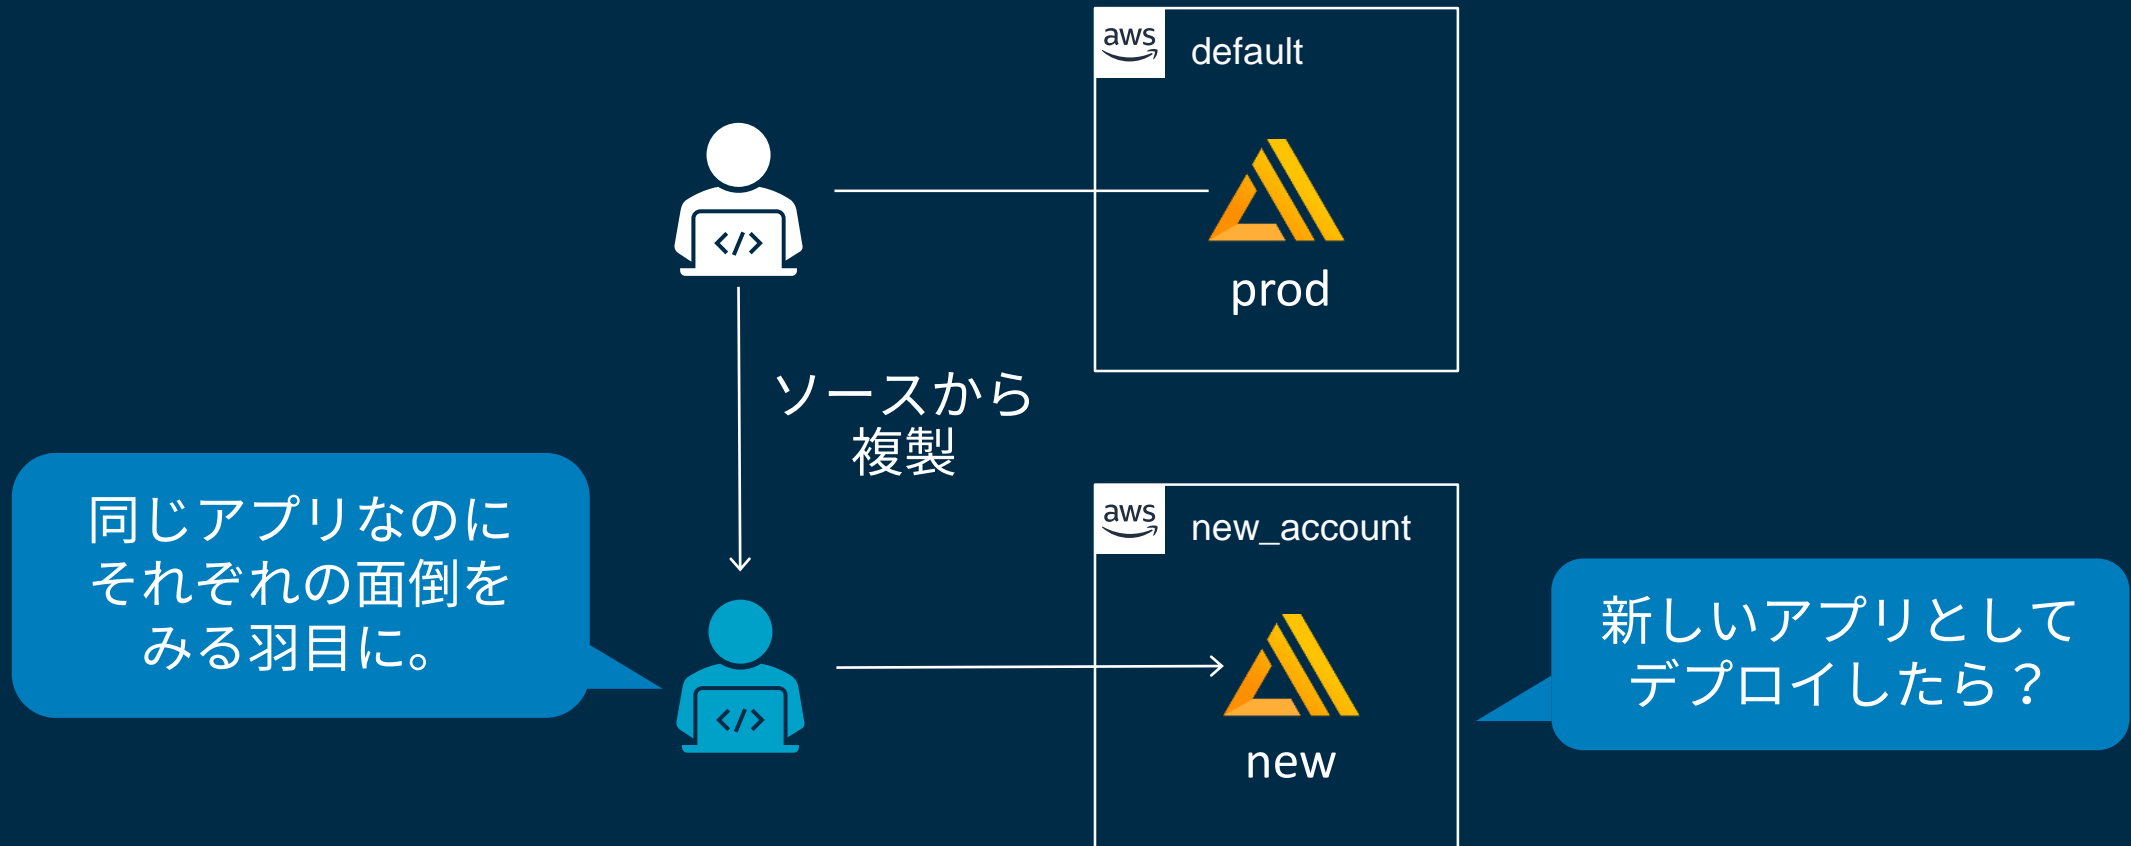 aws
default
</>
prod
ソースから
複製
同じアプリなのに
それぞれの面倒を
みる羽目に。
aws
new_account
新しいアプリとして
デプロイしたら？
</>
new